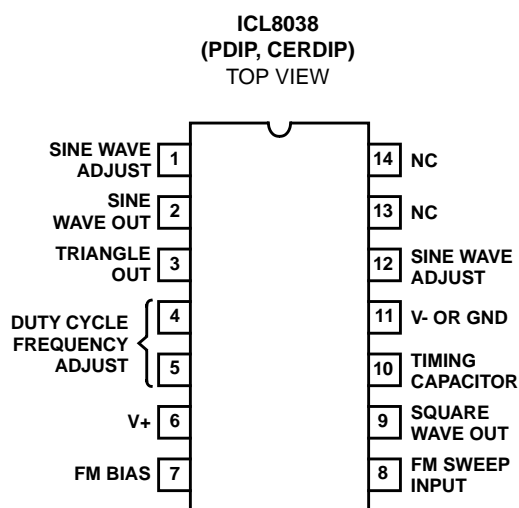 ICL8038
(PDIP, CERDIP)
TOP VIEW
SINE WAVE
ADJUST
1
SINE
WAVE OUT
2
TRIANGLE
OUT
3
DUTY CYCLE
FREQUENCY
ADJUST
4
5
V+
6
FM BIAS
7
14
NC
13
NC
12
SINE WAVE
ADJUST
11
V- OR GND
10
TIMING
CAPACITOR
9
SQUARE
WAVE OUT
8
FM SWEEP
INPUT